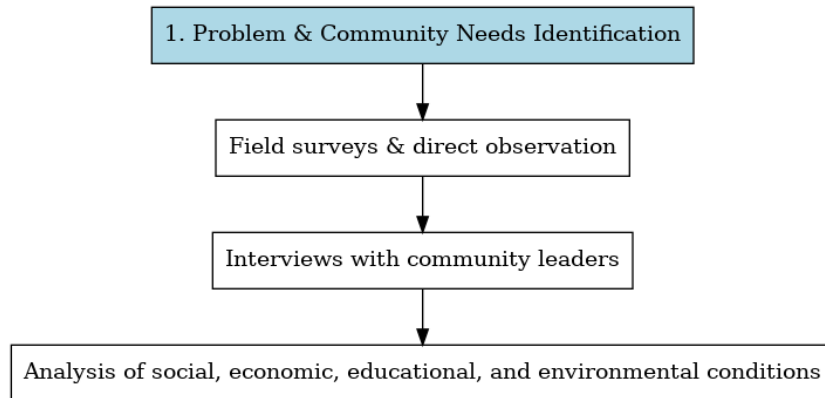 1. Problem & Community Needs Identification
Field surveys & direct observation
Interviews with community leaders
Analysis of social, economic, educational, and environmental conditions